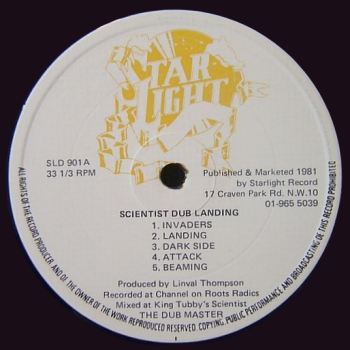 STAR
LIGHT
SLD 901A
33 1/3 RPM
Published & Marketed 1981
by Starlight Record
17 Craven Park Rd, N.W.10
01-965 5039
SCIENTIST DUB LANDING
1. INVADERS
2. LANDING
3. DARK SIDE
4. ATTACK
5. BEAMING
Produced by Linval Thompson
Recorded at Channel on Roots Radics
Mixed at King Tubby's Scientist
THE DUB MASTER
ALL RIGHTS OF THE RECORD PRODUCER AND OF THE OWNER OF THE WORK REPRODUCED RESERVED. COPYING, PUBLIC PERFORMANCE AND BROADCASTING OF THIS RECORD PROHIBITED